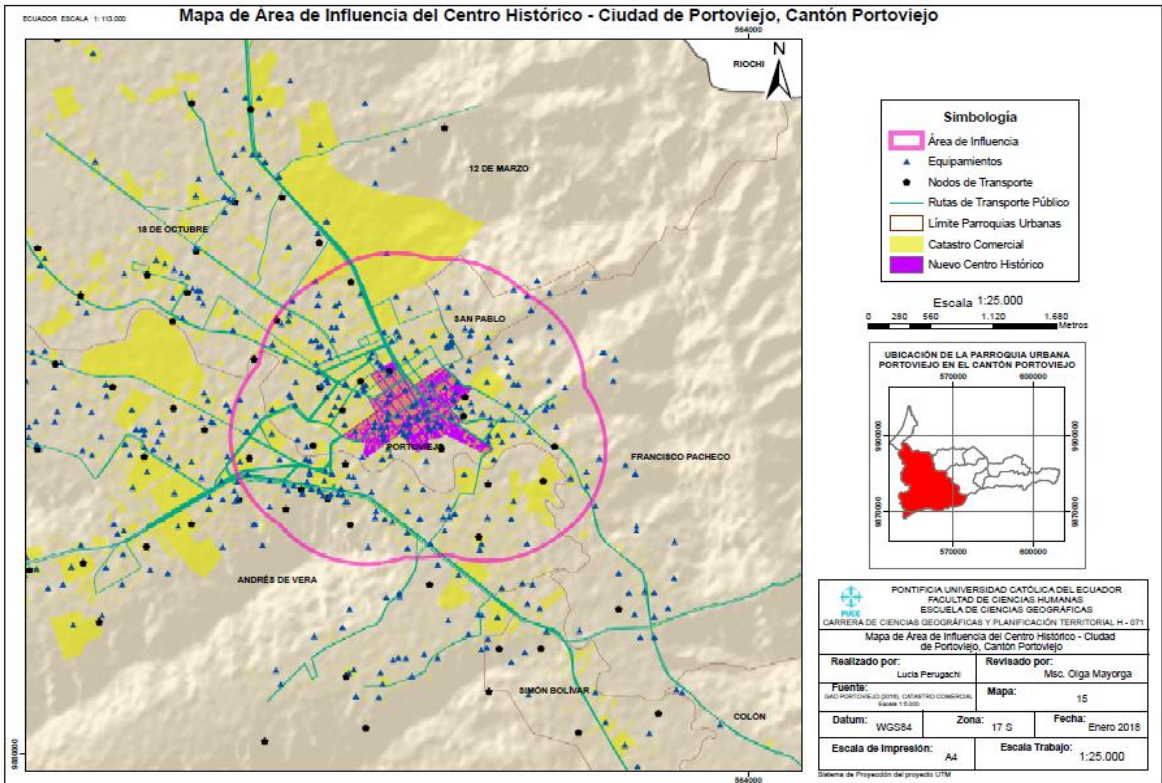 ECUADOR ESCALA 1: 113.000
Mapa de Área de Influencia del Centro Histórico - Ciudad de Portoviejo, Cantón Portoviejo
564000
N
RIOCHI
12 DE MARZO
18 DE OCTUBRE
SAN PABLO
PORTOVIEJO
FRANCISCO PACHECO
ANDRÉS DE VERA
SIMÓN BOLÍVAR
COLÓN
9880000
564000
Simbología
Área de Influencia
Equipamientos
Nodos de Transporte
Rutas de Transporte Público
Límite Parroquias Urbanas
Catastro Comercial
Nuevo Centro Histórico
Escala 1:25.000
0 280 560 1.120 1.680
Metros
UBICACIÓN DE LA PARROQUIA URBANA
PORTOVIEJO EN EL CANTÓN PORTOVIEJO
570000 600000
9900000 9900000
9870000 9870000
570000 600000
PUCE
PONTIFICIA UNIVERSIDAD CATÓLICA DEL ECUADOR
FACULTAD DE CIENCIAS HUMANAS
ESCUELA DE CIENCIAS GEOGRÁFICAS
CARRERA DE CIENCIAS GEOGRÁFICAS Y PLANIFICACIÓN TERRITORIAL H - 071
Mapa de Área de Influencia del Centro Histórico - Ciudad
de Portoviejo, Cantón Portoviejo
Realizado por: Revisado por:
Lucia Perugachi Msc. Olga Mayorga
Fuente: Mapa:
GAD PORTOVIEJO (2016), CATASTRO COMERCIAL 15
Escala 1:5.000
Datum: WGS84 Zona: 17 S Fecha: Enero 2018
Escala de Impresión: A4 Escala Trabajo: 1:25.000
Sistema de Proyección del proyecto UTM